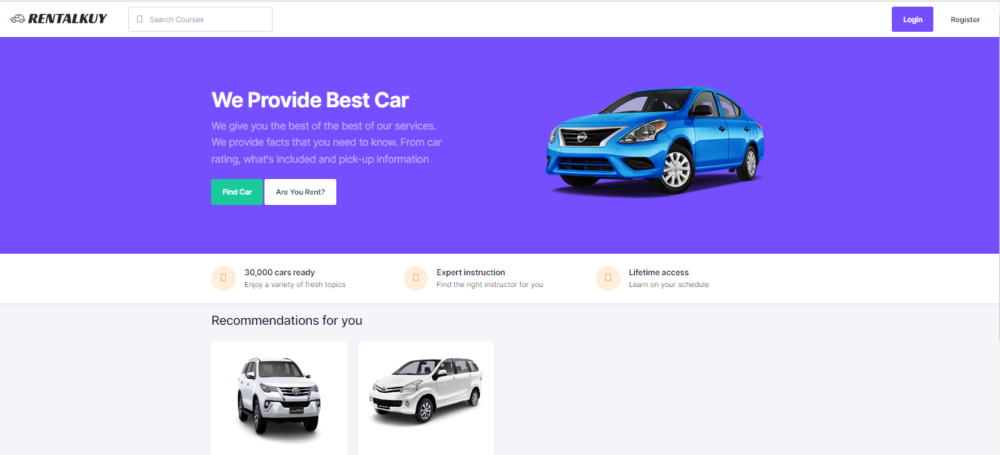 RENTALKUY
Search Courses
Login
Register
We Provide Best Car
We give you the best of the best of our services.
We provide facts that you need to know. From car
rating, what's included and pick-up information
Find Car
Are You Rent?
30,000 cars ready
Enjoy a variety of fresh topics
Expert instruction
Find the right instructor for you
Lifetime access
Learn on your schedule
Recommendations for you